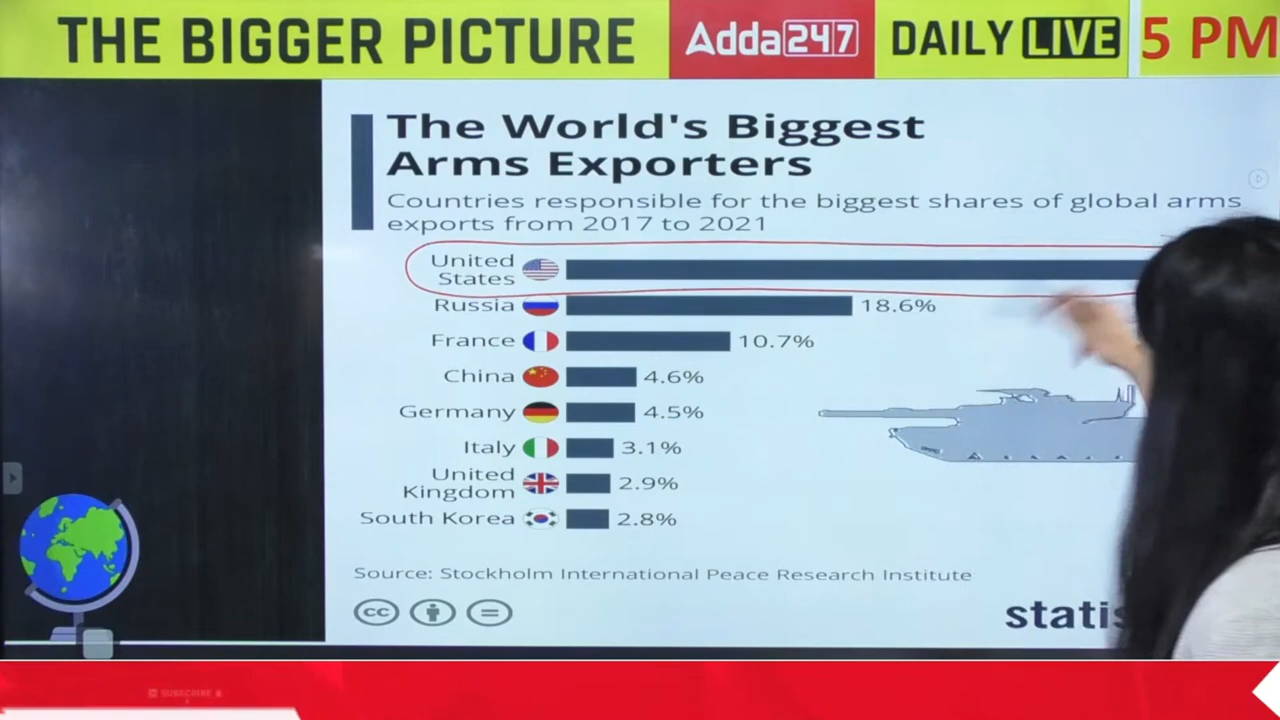 THE BIGGER PICTURE
Adda247
DAILY LIVE
5 PM
The World's Biggest
Arms Exporters
Countries responsible for the biggest shares of global arms
exports from 2017 to 2021
United
States
Russia 18.6%
France 10.7%
China 4.6%
Germany 4.5%
Italy 3.1%
United
Kingdom 2.9%
South Korea 2.8%
Source: Stockholm International Peace Research Institute
cc
statis
SUBSCRIBE